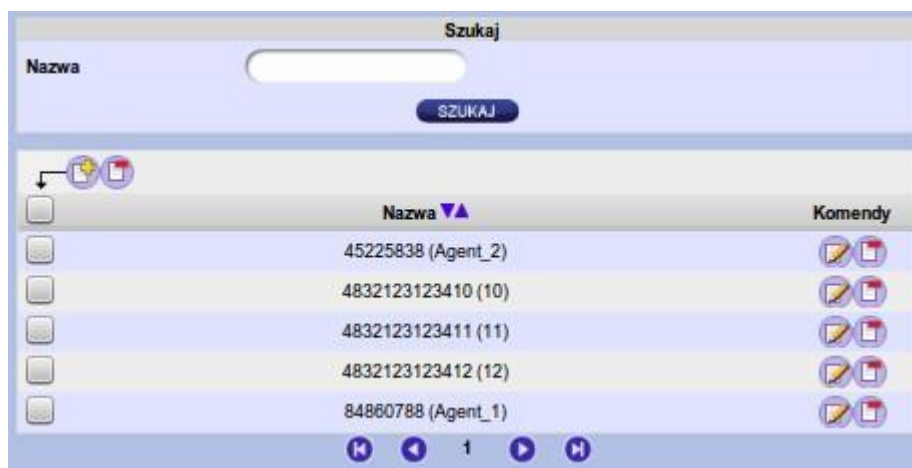 Szukaj
Nazwa
SZUKAJ
Nazwa Komendy
45225838 (Agent_2)
4832123123410 (10)
4832123123411 (11)
4832123123412 (12)
84860788 (Agent_1)
1